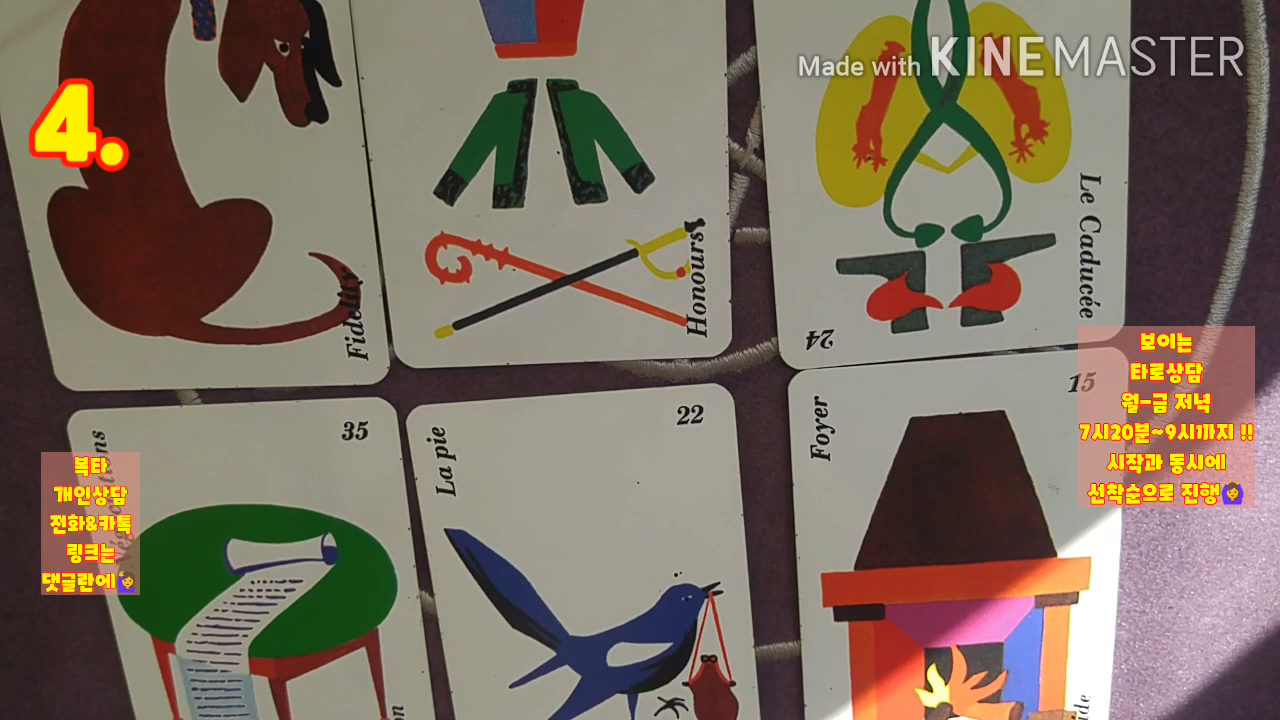 Made with KINEMASTER
4.
Fidelity
Honours
Le Caducée
24
보이는
타로상담
월-금 저녁
7시20분~9시까지 !!
시작과 동시에
선착순으로 진행🙆‍♀️
35
La pie
22
Foyer
15
복타
개인상담
전화&카톡
링크는
댓글란에🙋‍♀️